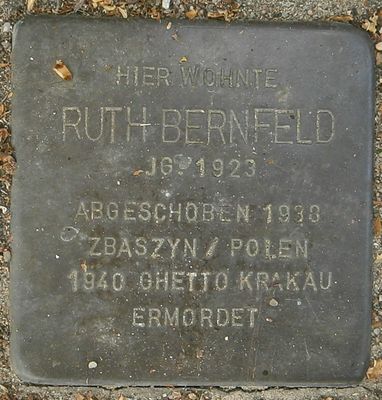 HIER WOHNTE
RUTH BERNFELD
JG. 1923
ABGESCHOBEN 1938
ZBASZYN / POLEN
1940 GHETTO KRAKAU
ERMORDET